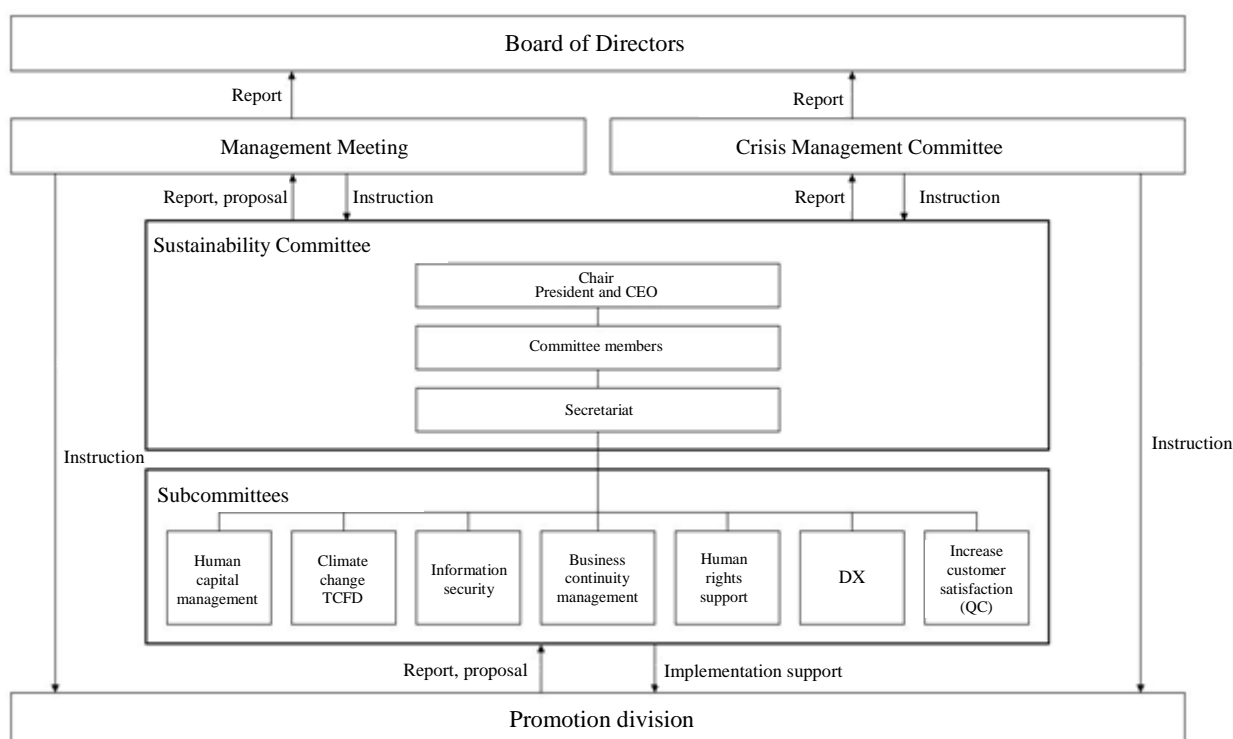 Board of Directors
Report
Report
Management Meeting
Crisis Management Committee
Report, proposal
Instruction
Report
Instruction
Sustainability Committee
Chair
President and CEO
Committee members
Secretariat
Instruction
Instruction
Subcommittees
Human
capital
management
Climate
change
TCFD
Information
security
Business
continuity
management
Human
rights
support
DX
Increase
customer
satisfaction
(QC)
Report, proposal
Implementation support
Promotion division